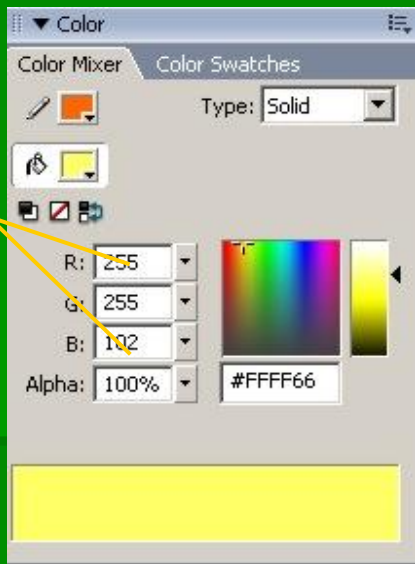 Color
Color Mixer Color Swatches
Type: Solid
R: 255
G: 255
B: 102
Alpha: 100% #FFFF66